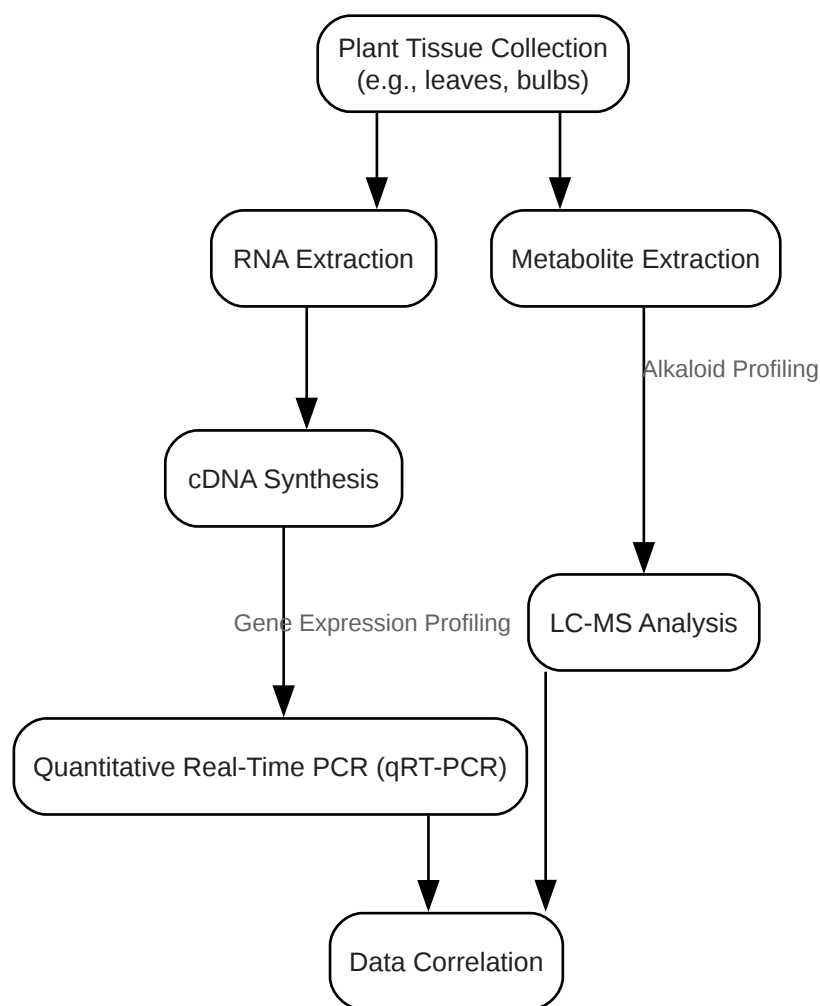 Plant Tissue Collection
(e.g., leaves, bulbs)
RNA Extraction
Metabolite Extraction
Alkaloid Profiling
cDNA Synthesis
Gene Expression Profiling
LC-MS Analysis
Quantitative Real-Time PCR (qRT-PCR)
Data Correlation